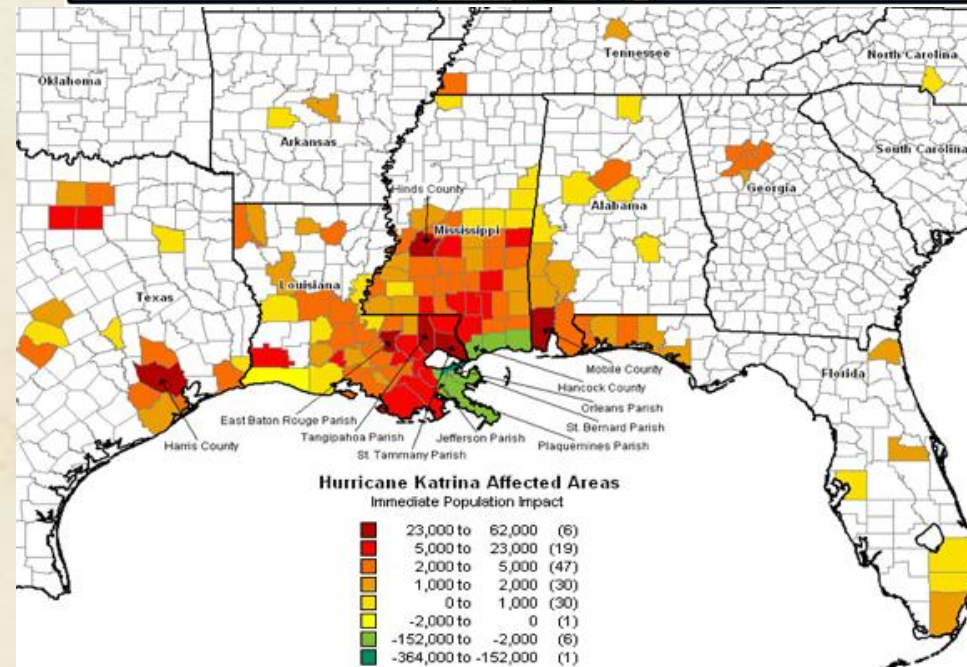 Oklahoma
Tennessee
North Carolina
Arkansas
South Carolina
Hinds County
Georgia
Alabama
Mississippi
Texas
Louisiana
Mobile County
Florida
Hancock County
Orleans Parish
East Baton Rouge Parish
St. Bernard Parish
Tangipahoa Parish
Jefferson Parish
Harris County
Plaquemines Parish
St. Tammany Parish
Hurricane Katrina Affected Areas
Immediate Population Impact
23,000 to 62,000 (6)
5,000 to 23,000 (19)
2,000 to 5,000 (47)
1,000 to 2,000 (30)
0 to 1,000 (30)
-2,000 to 0 (1)
-152,000 to -2,000 (6)
-364,000 to -152,000 (1)